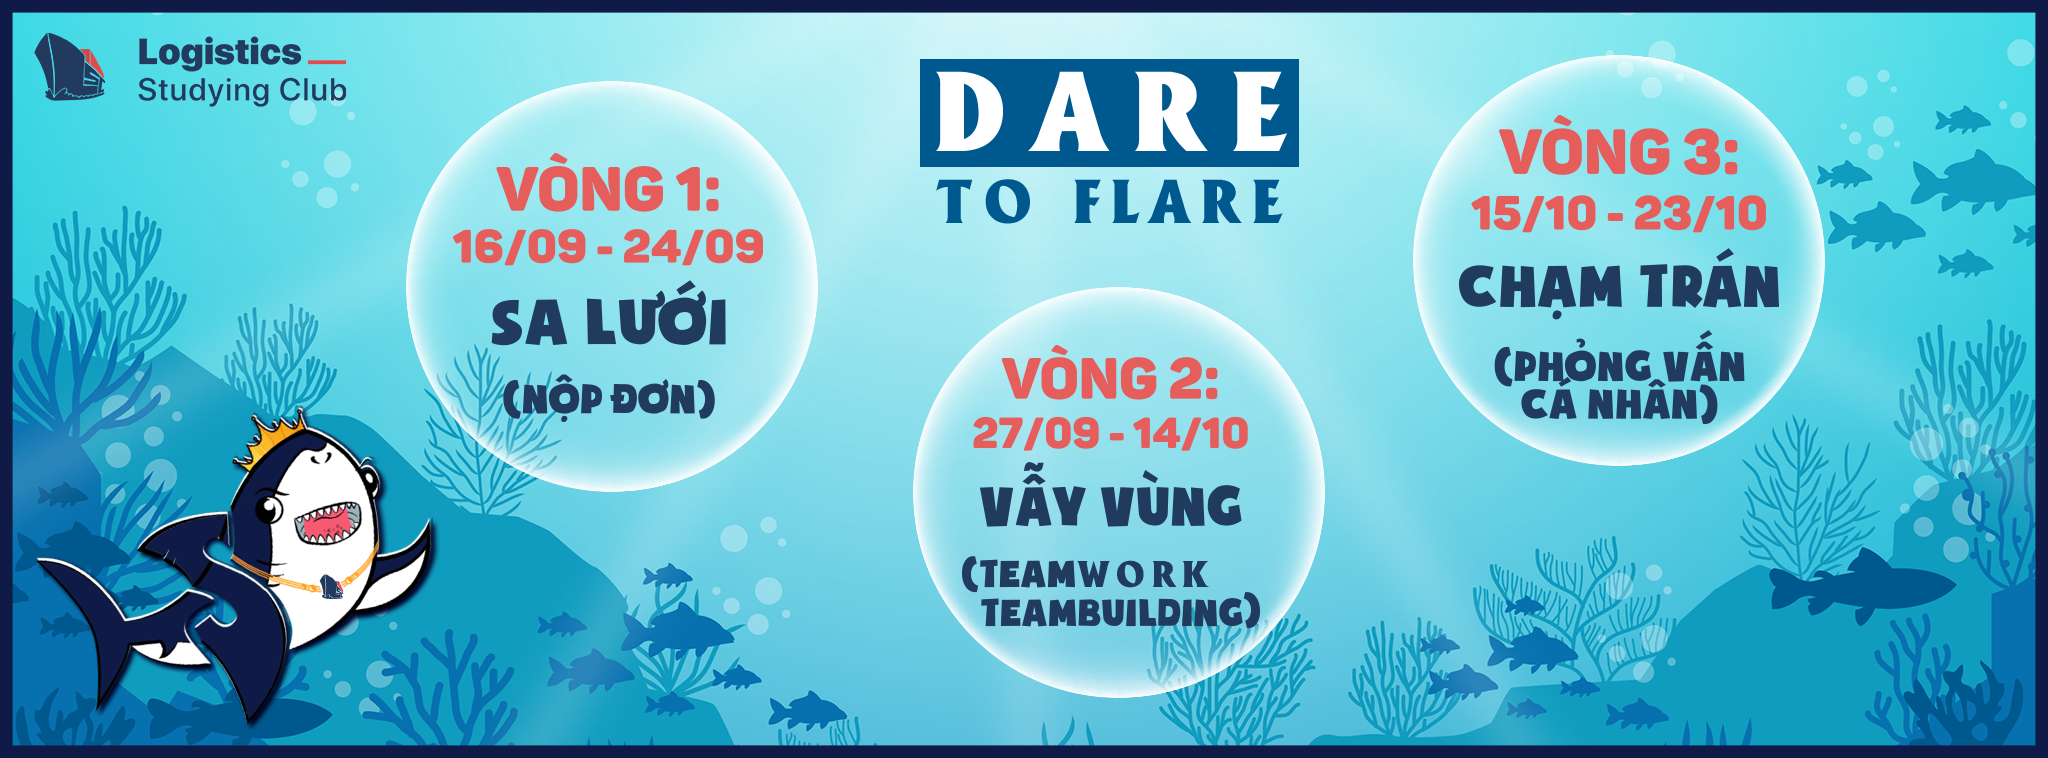 Logistics
Studying Club
DARE
TO FLARE
VÒNG 1:
16/09 - 24/09
SA LƯỚI
(NỘP ĐƠN)
VÒNG 2:
27/09 - 14/10
VẪY VÙNG
(TEAMWORK
TEAMBUILDING)
VÒNG 3:
15/10 - 23/10
CHẠM TRÁN
(PHỎNG VẤN
CÁ NHÂN)